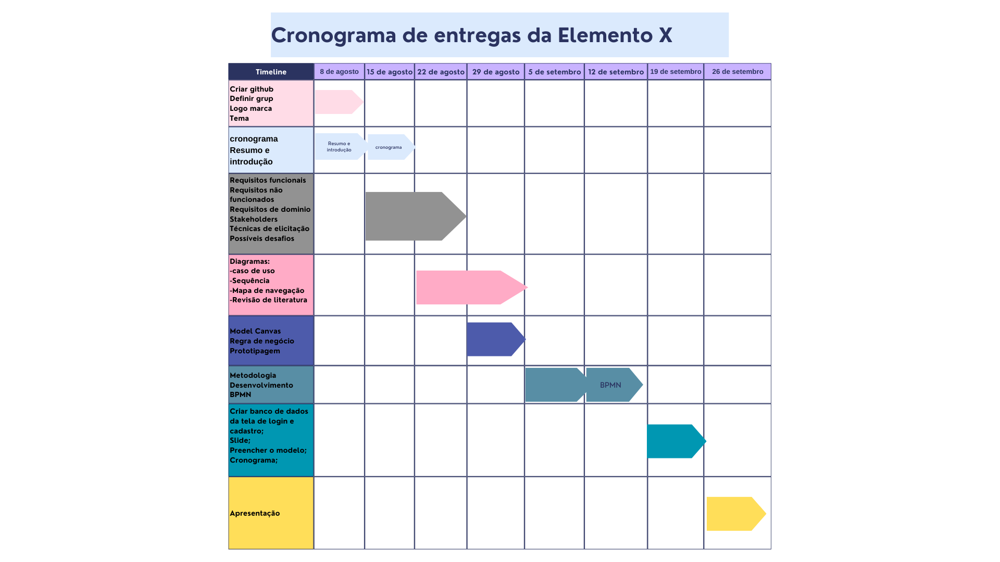 Cronograma de entregas da Elemento X
Timeline
8 de agosto
15 de agosto
22 de agosto
29 de agosto
5 de setembro
12 de setembro
19 de setembro
26 de setembro
Criar github
Definir grup
Logo marca
Tema
cronograma
Resumo e
introdução
Resumo e
introdução
cronograma
Requisitos funcionais
Requisitos não
funcionados
Requisitos de dominio
Stakeholders
Técnicas de elicitação
Possíveis desafios
Diagramas:
-caso de uso
-Sequência
-Mapa de navegação
-Revisão de literatura
Model Canvas
Regra de negócio
Prototipagem
Metodologia
Desenvolvimento
BPMN
BPMN
Criar banco de dados
da tela de login e
cadastro;
Slide;
Preencher o modelo;
Cronograma;
Apresentação